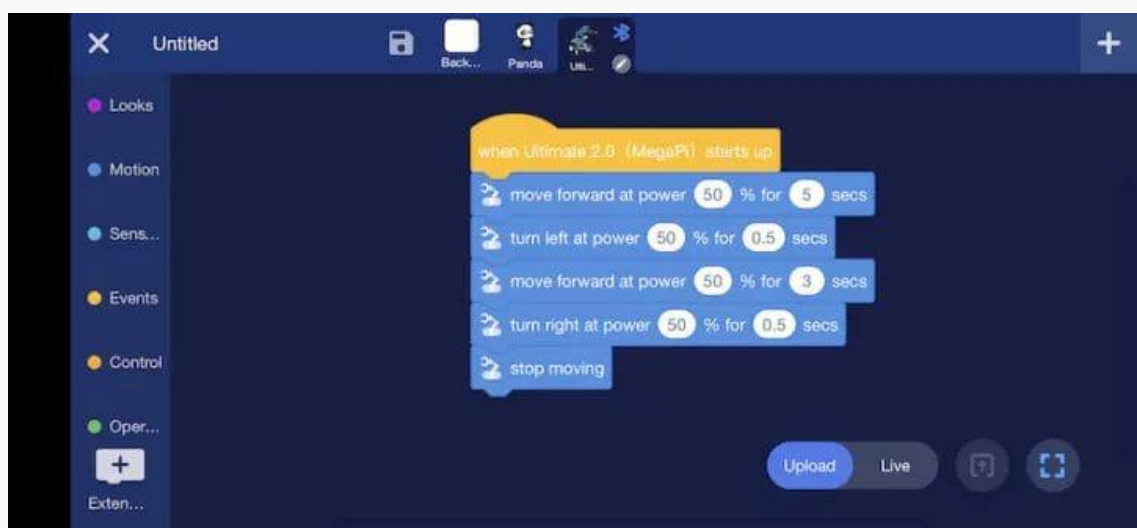 Untitled
Back...
Panda
Ulti...
Looks
Motion
Sens...
Events
Control
Oper...
Exten...
when Ultimate 2.0 (MegaPi) starts up
move forward at power 50 % for 5 secs
turn left at power 50 % for 0.5 secs
move forward at power 50 % for 3 secs
turn right at power 50 % for 0.5 secs
stop moving
Upload Live